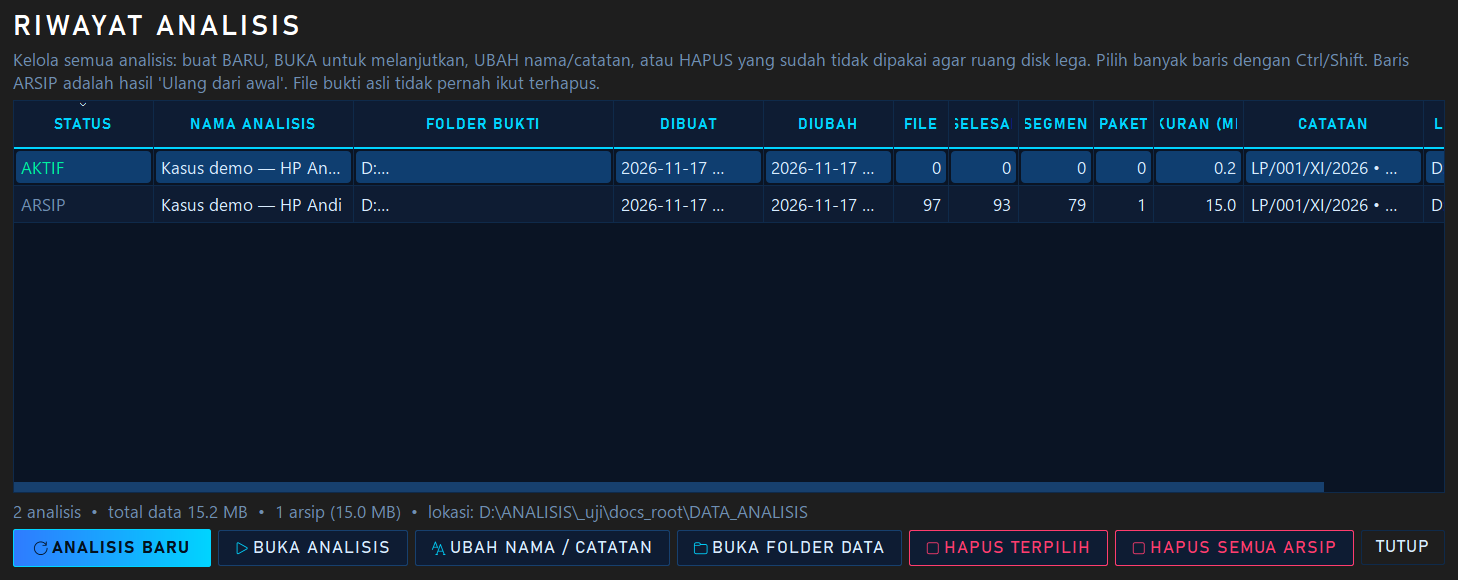 RIWAYAT ANALISIS
Kelola semua analisis: buat BARU, BUKA untuk melanjutkan, UBAH nama/catatan, atau HAPUS yang sudah tidak dipakai agar ruang disk lega. Pilih banyak baris dengan Ctrl/Shift. Baris
ARSIP adalah hasil 'Ulang dari awal'. File bukti asli tidak pernah ikut terhapus.
STATUS NAMA ANALISIS FOLDER BUKTI DIBUAT DIUBAH FILE SELESA SEGMEN PAKET KURAN (MI CATATAN L
AKTIF Kasus demo — HP An... D:... 2026-11-17 ... 2026-11-17 ... 0 0 0 0 0.2 LP/001/XI/2026 • ... D
ARSIP Kasus demo — HP Andi D:... 2026-11-17 ... 2026-11-17 ... 97 93 79 1 15.0 LP/001/XI/2026 • ... D
2 analisis • total data 15.2 MB • 1 arsip (15.0 MB) • lokasi: D:\ANALISIS\_uji\docs_root\DATA_ANALISIS
ANALISIS BARU BUKA ANALISIS UBAH NAMA / CATATAN BUKA FOLDER DATA HAPUS TERPILIH HAPUS SEMUA ARSIP TUTUP